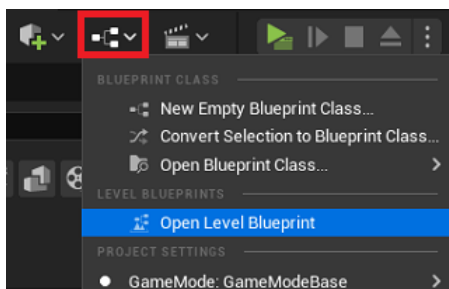 BLUEPRINT CLASS
New Empty Blueprint Class...
Convert Selection to Blueprint Class...
Open Blueprint Class...
LEVEL BLUEPRINTS
Open Level Blueprint
PROJECT SETTINGS
GameMode: GameModeBase